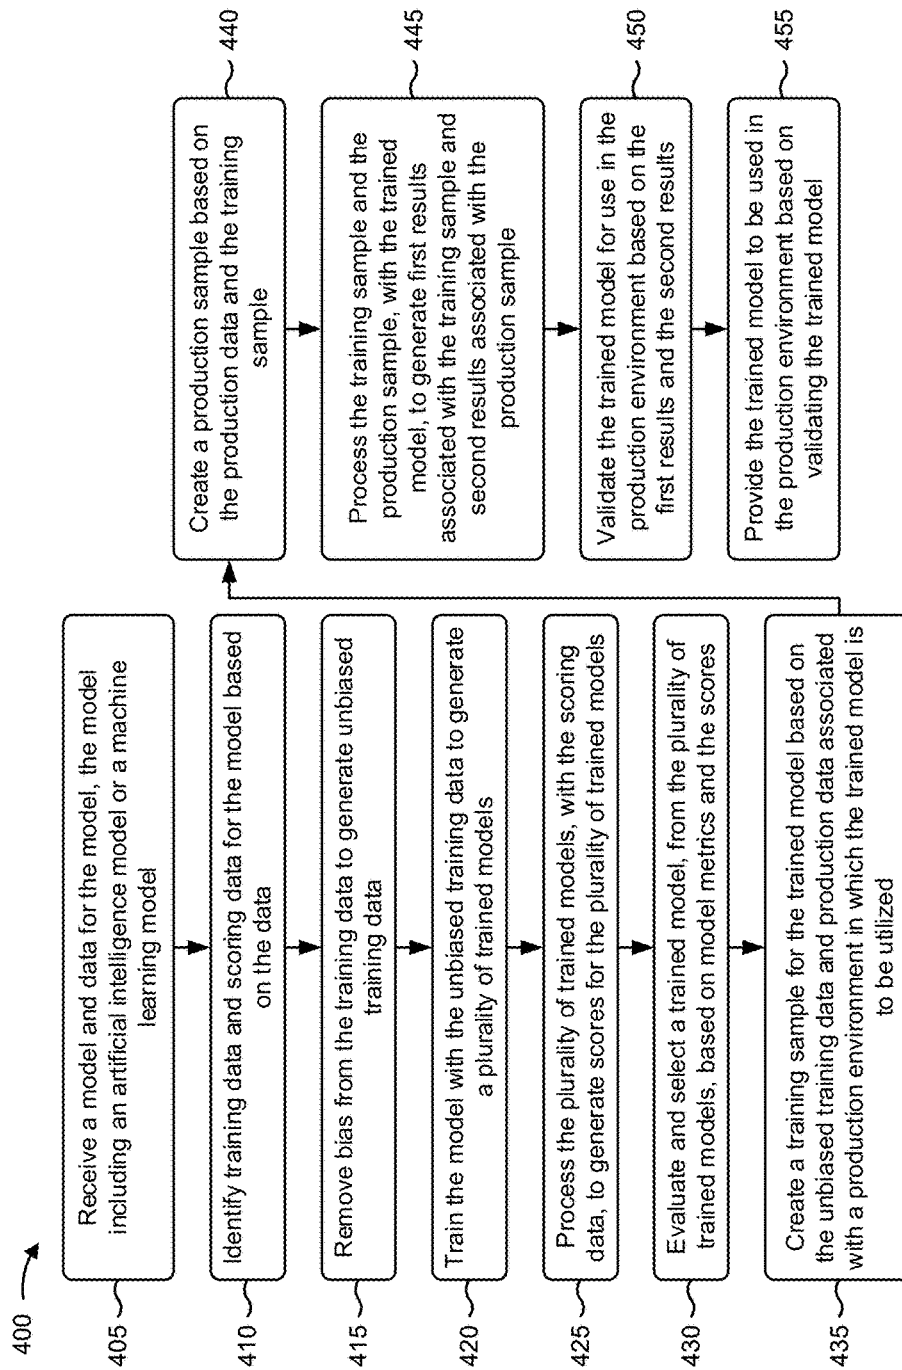 400
405
Receive a model and data for the model, the model
including an artificial intelligence model or a machine
learning model
410
Identify training data and scoring data for the model based
on the data
415
Remove bias from the training data to generate unbiased
training data
420
Train the model with the unbiased training data to generate
a plurality of trained models
425
Process the plurality of trained models, with the scoring
data, to generate scores for the plurality of trained models
430
Evaluate and select a trained model, from the plurality of
trained models, based on model metrics and the scores
435
Create a training sample for the trained model based on
the unbiased training data and production data associated
with a production environment in which the trained model is
to be utilized
Create a production sample based on
the production data and the training
sample
440
Process the training sample and the
production sample, with the trained
model, to generate first results
associated with the training sample and
second results associated with the
production sample
445
Validate the trained model for use in the
production environment based on the
first results and the second results
450
Provide the trained model to be used in
the production environment based on
validating the trained model
455